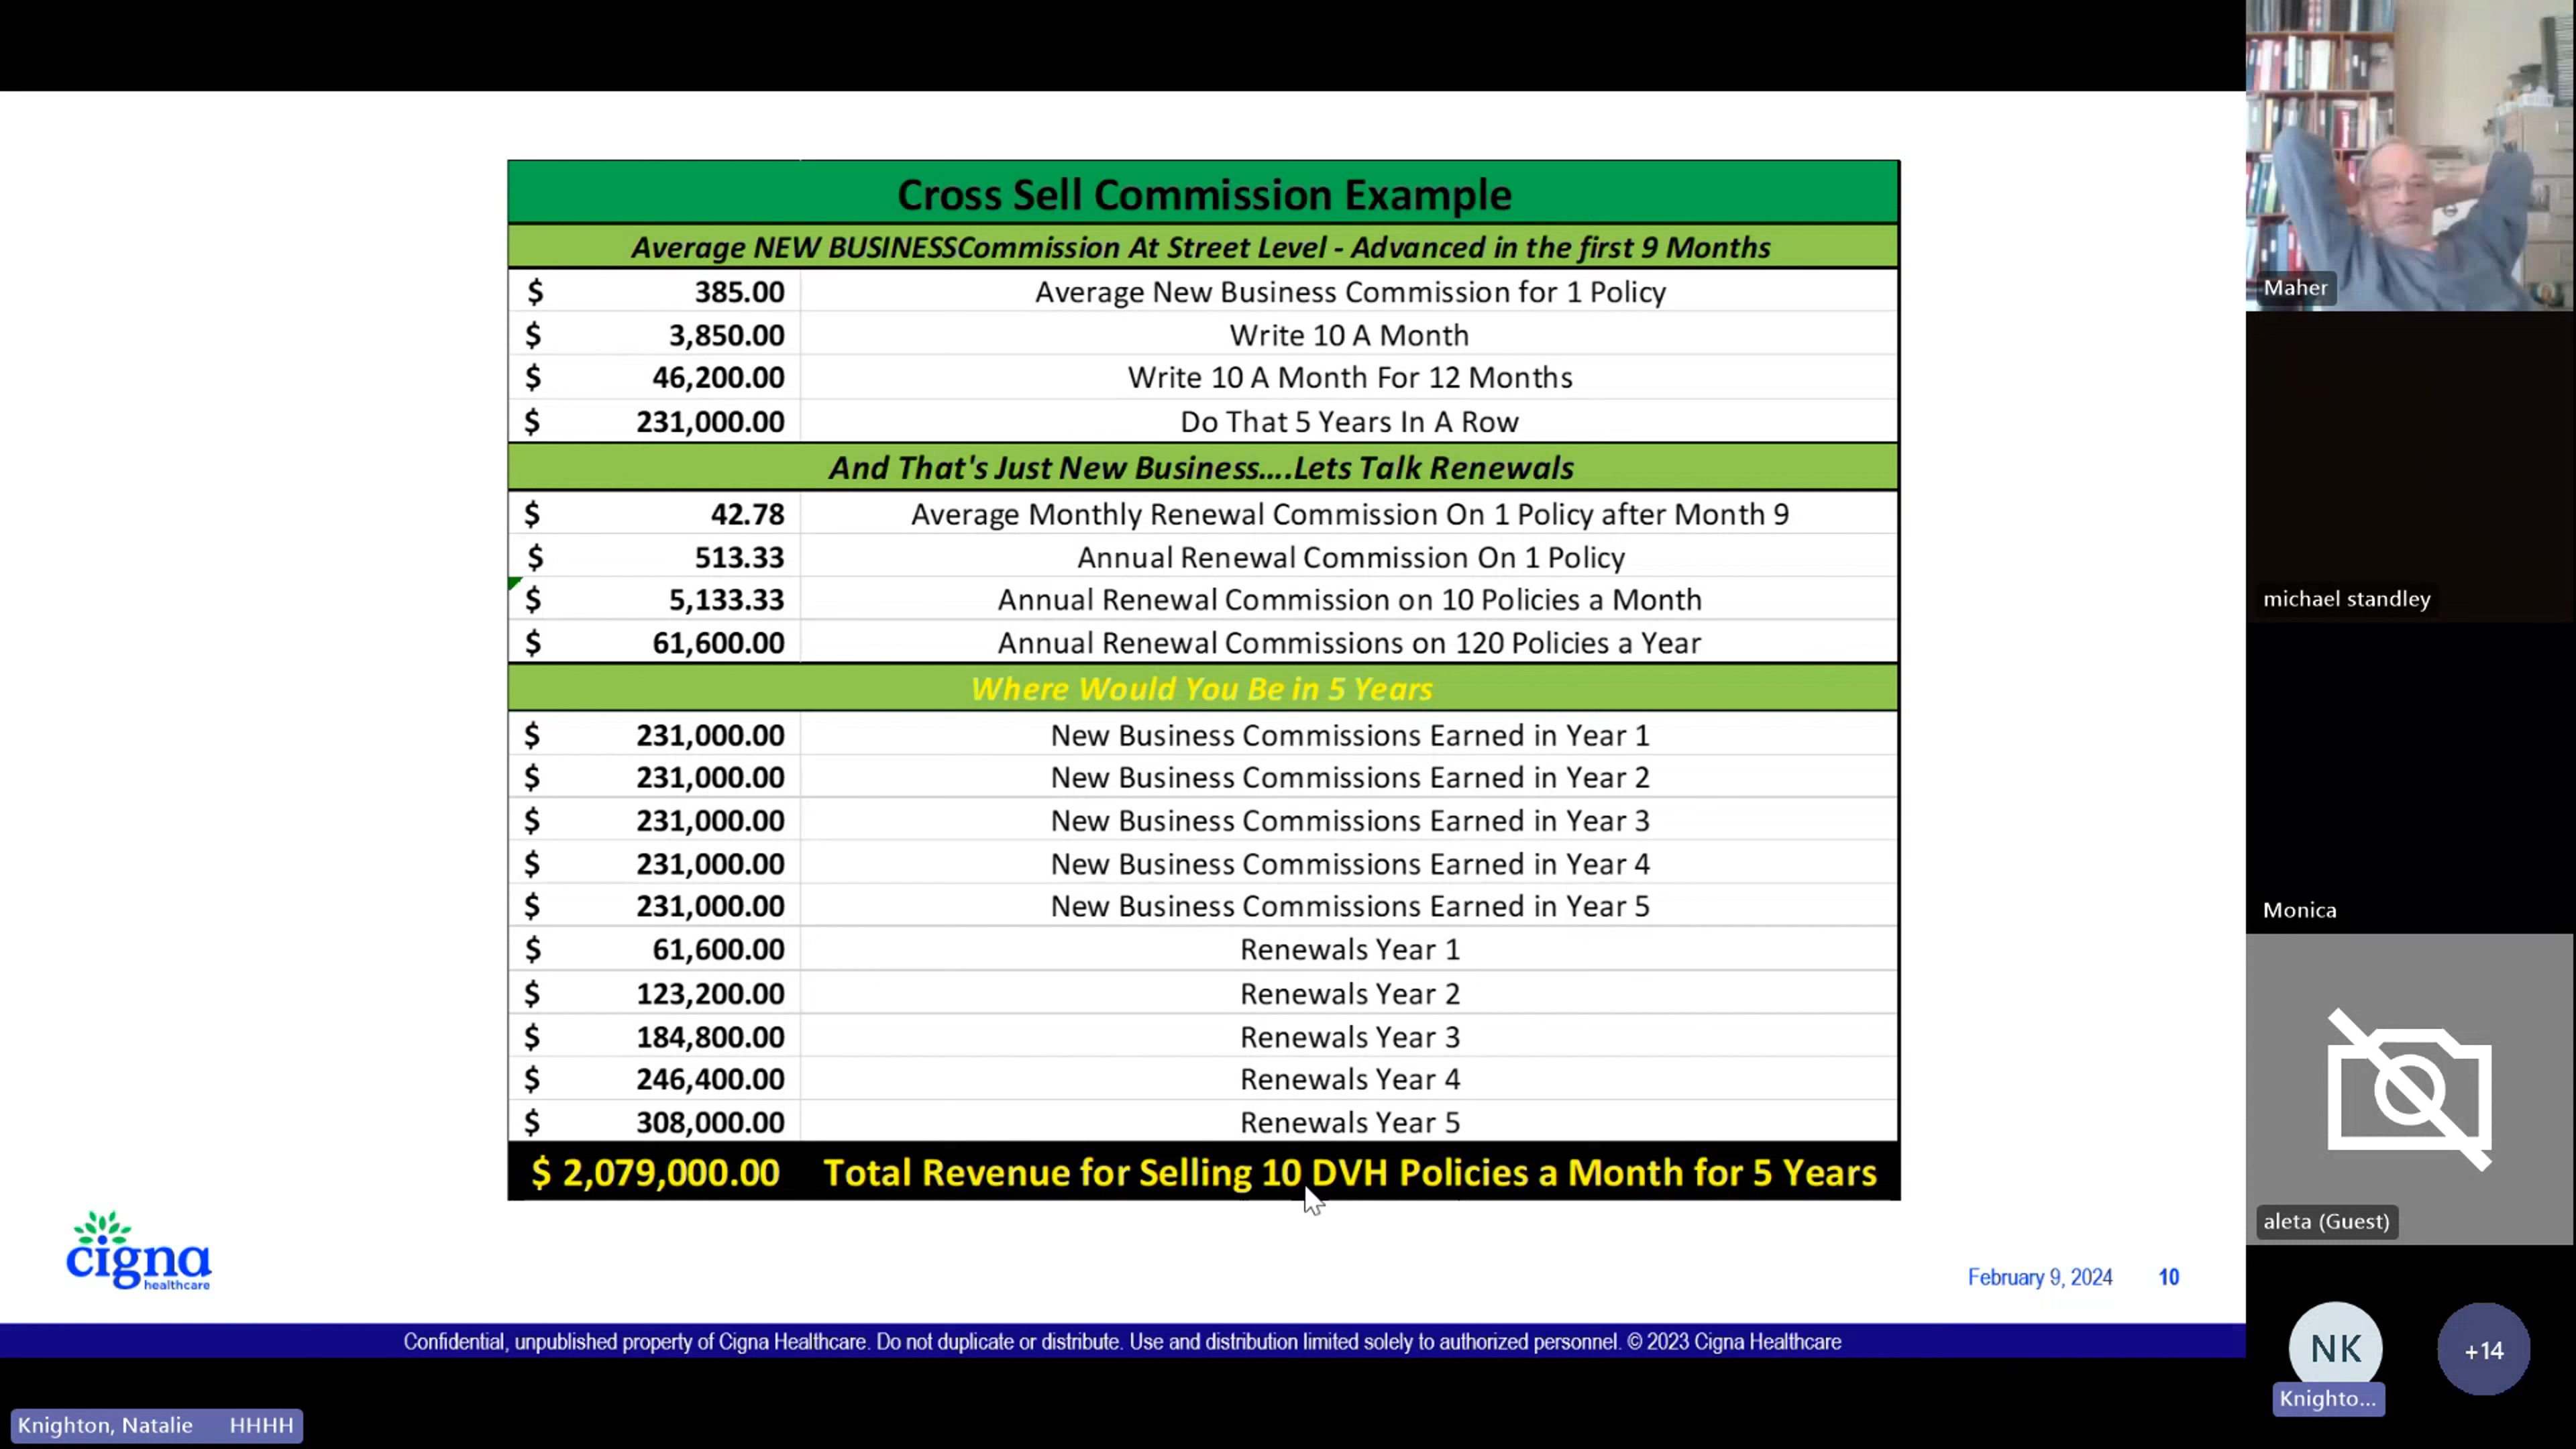 Cross Sell Commission Example
Average NEW BUSINESSCommission At Street Level - Advanced in the first 9 Months
$ 385.00 Average New Business Commission for 1 Policy
$ 3,850.00 Write 10 A Month
$ 46,200.00 Write 10 A Month For 12 Months
$ 231,000.00 Do That 5 Years In A Row
And That's Just New Business....Lets Talk Renewals
$ 42.78 Average Monthly Renewal Commission On 1 Policy after Month 9
$ 513.33 Annual Renewal Commission On 1 Policy
$ 5,133.33 Annual Renewal Commission on 10 Policies a Month
$ 61,600.00 Annual Renewal Commissions on 120 Policies a Year
Where Would You Be in 5 Years
$ 231,000.00 New Business Commissions Earned in Year 1
$ 231,000.00 New Business Commissions Earned in Year 2
$ 231,000.00 New Business Commissions Earned in Year 3
$ 231,000.00 New Business Commissions Earned in Year 4
$ 231,000.00 New Business Commissions Earned in Year 5
$ 61,600.00 Renewals Year 1
$ 123,200.00 Renewals Year 2
$ 184,800.00 Renewals Year 3
$ 246,400.00 Renewals Year 4
$ 308,000.00 Renewals Year 5
$ 2,079,000.00 Total Revenue for Selling 10 DVH Policies a Month for 5 Years
cigna
healthcare
February 9, 2024 10
Confidential, unpublished property of Cigna Healthcare. Do not duplicate or distribute. Use and distribution limited solely to authorized personnel. © 2023 Cigna Healthcare
Knighton, Natalie HHHH
Maher
michael standley
Monica
aleta (Guest)
NK
Knighto...
+14